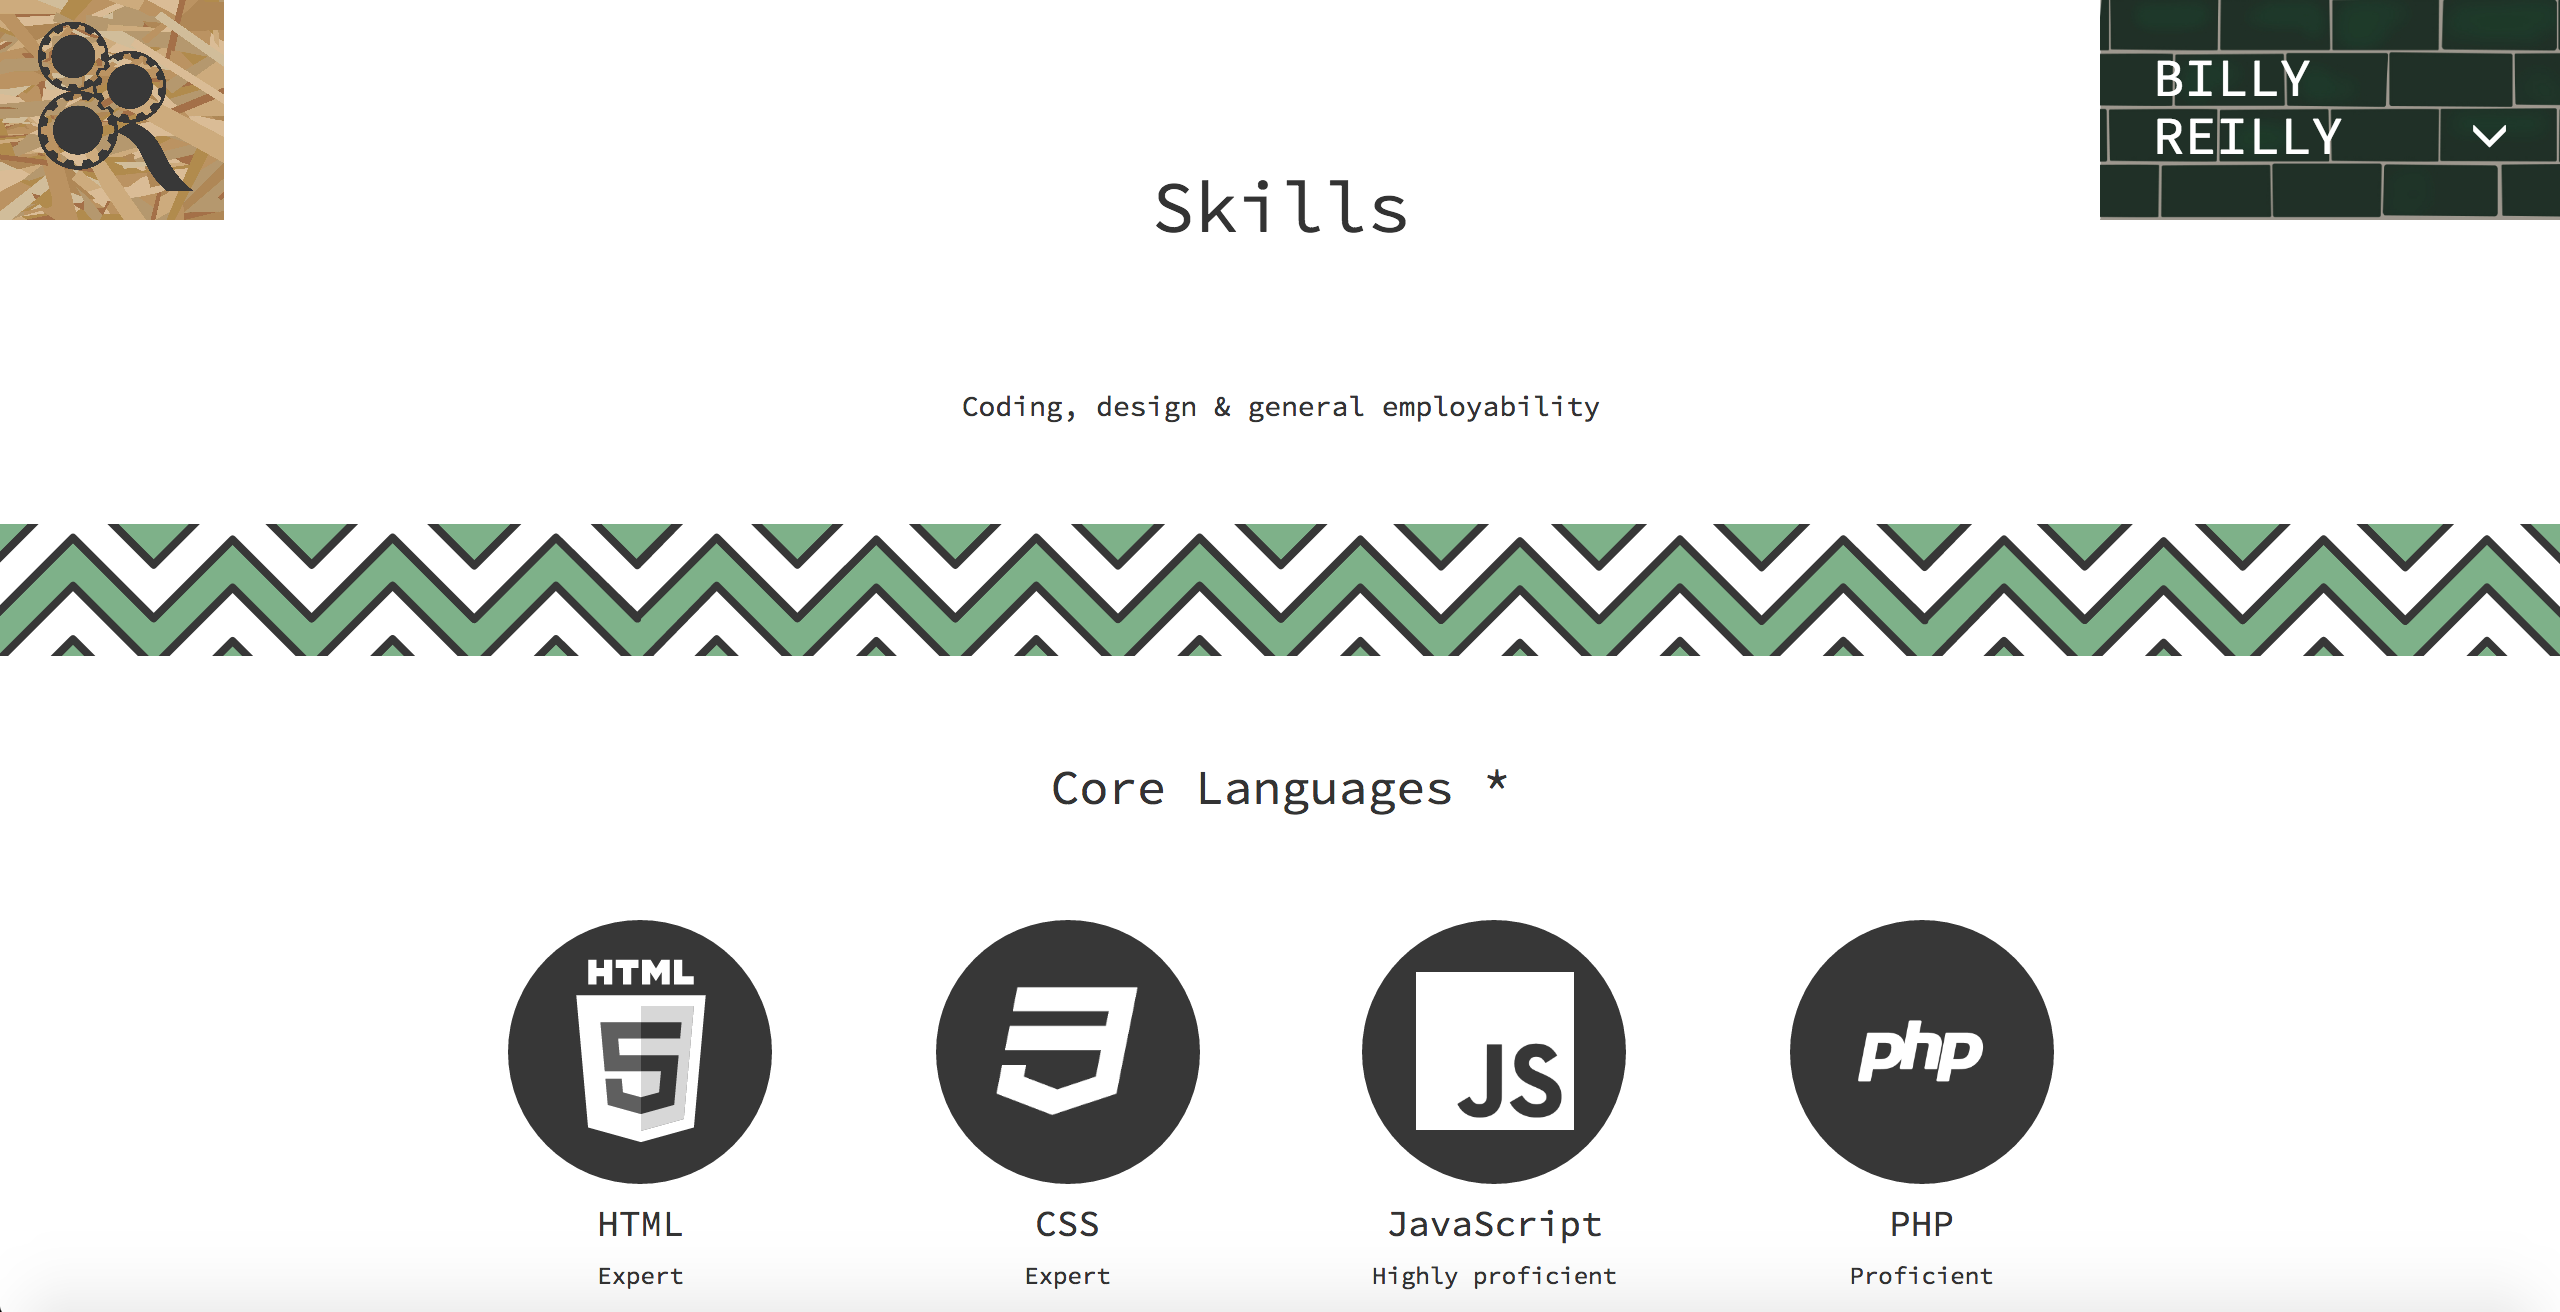 BILLY
REILLY
Skills
Coding, design & general employability
Core Languages *
HTML
5
JS
php
HTML
CSS
JavaScript
PHP
Expert
Expert
Highly proficient
Proficient